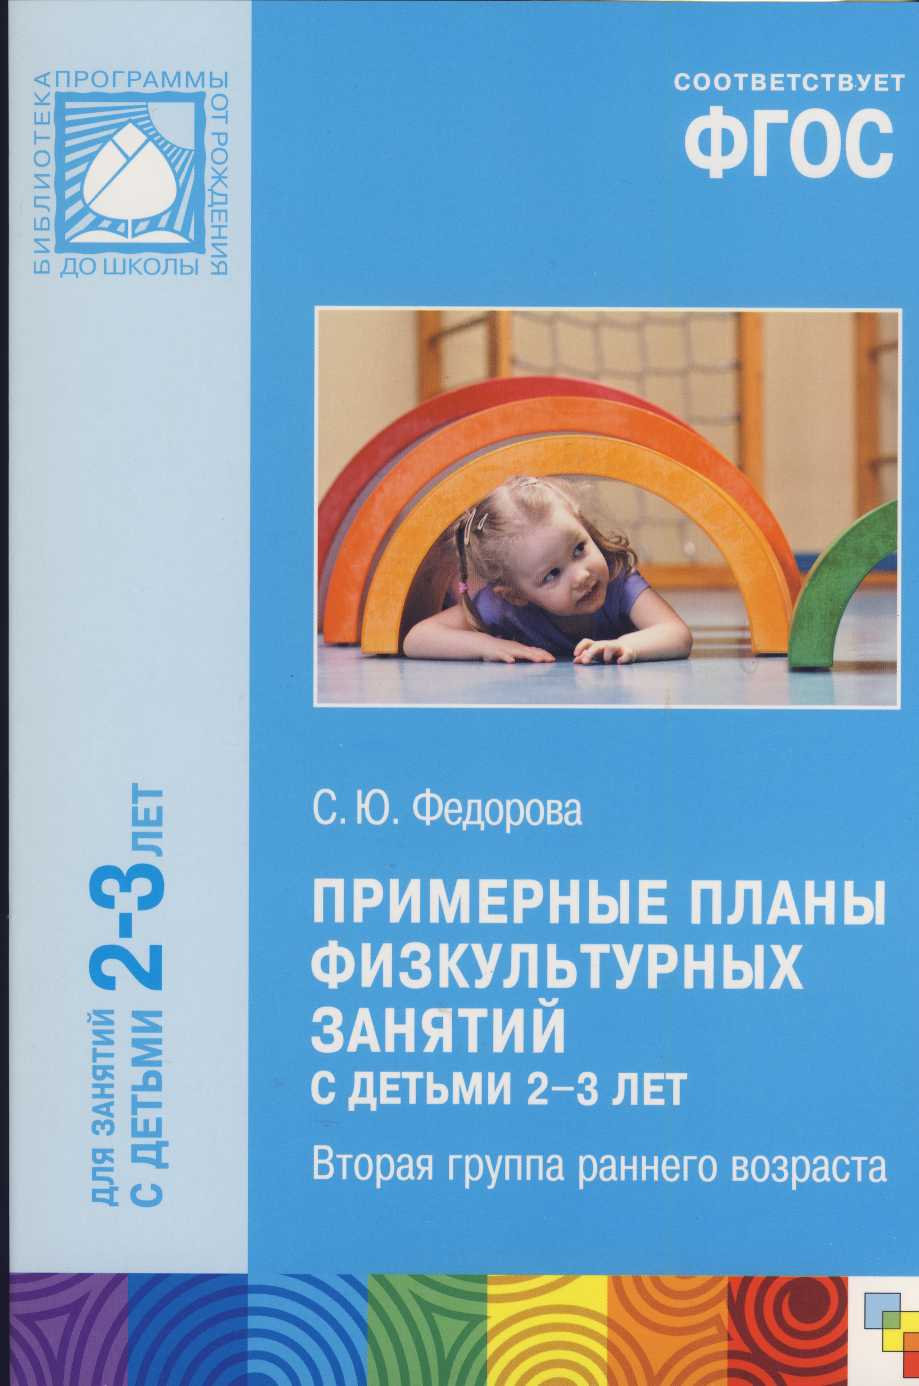 БИБЛИОТЕКА
ПРОГРАММЫ
ОТ РОЖДЕНИЯ
ДО ШКОЛЫ
СООТВЕТСТВУЕТ
ФГОС
С. Ю. Федорова
ПРИМЕРНЫЕ ПЛАНЫ
ФИЗКУЛЬТУРНЫХ
ЗАНЯТИЙ
С ДЕТЬМИ 2–3 ЛЕТ
Вторая группа раннего возраста
ДЛЯ ЗАНЯТИЙ
С ДЕТЬМИ 2-3 ЛЕТ